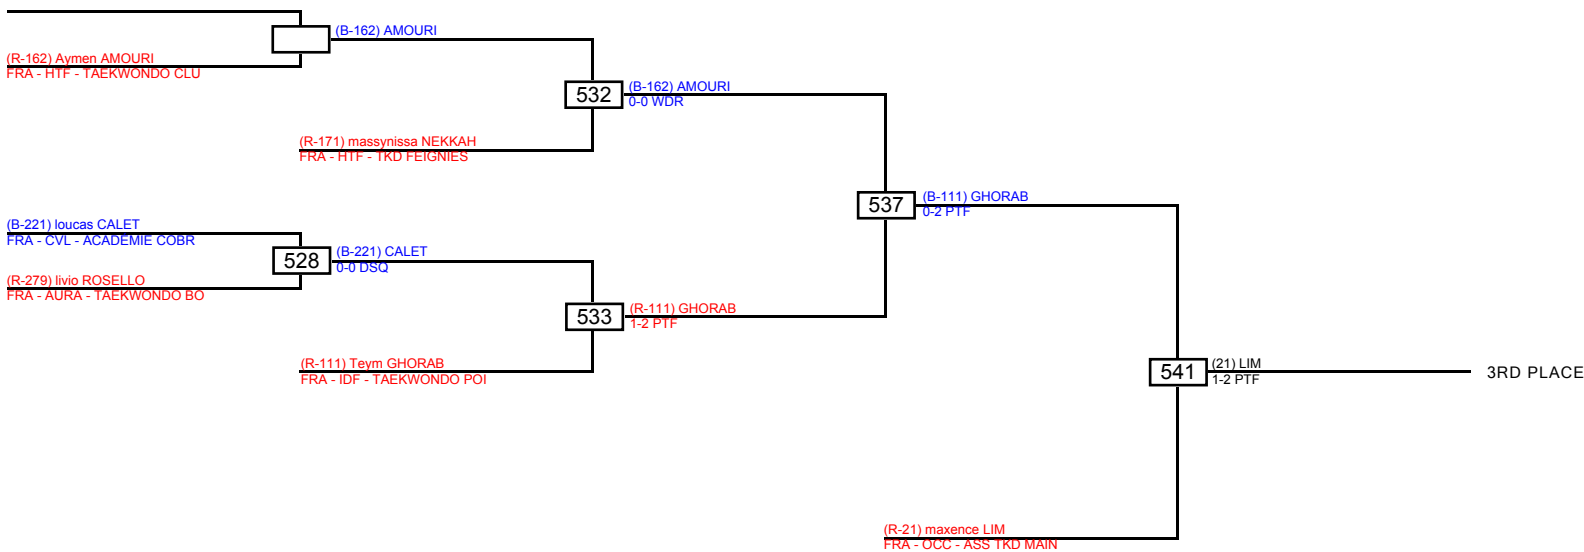 (B-162) AMOURI
(R-162) Aymen AMOURI
FRA - HTF - TAEKWONDO CLU
532
(B-162) AMOURI
0-0 WDR
(R-171) massynissa NEKKAH
FRA - HTF - TKD FEIGNIES
537
(B-111) GHORAB
0-2 PTF
(B-221) loucas CALET
FRA - CVL - ACADEMIE COBR
528
(B-221) CALET
0-0 DSQ
(R-279) livio ROSELLO
FRA - AURA - TAEKWONDO BO
533
(R-111) GHORAB
1-2 PTF
(R-111) Teym GHORAB
FRA - IDF - TAEKWONDO POI
541
(21) LIM
1-2 PTF
3RD PLACE
(R-21) maxence LIM
FRA - OCC - ASS TKD MAIN